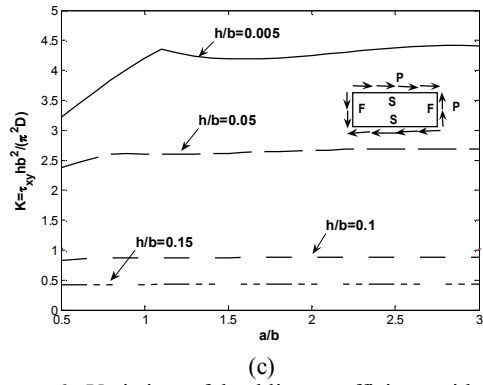 5
4.5
4
3.5
3
2.5
2
1.5
1
0.5
0
K=τxyhb²/(π²D)
h/b=0.005
P
F S F P
S
h/b=0.05
h/b=0.1
h/b=0.15
0.5 1 1.5 2 2.5 3
a/b
(c)